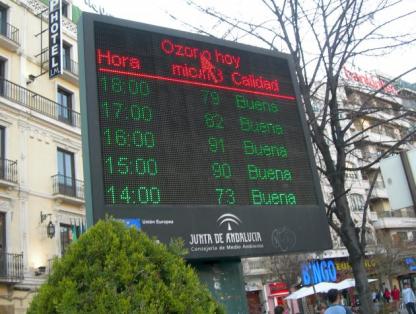 HOTEL
Ozono hoy
Hora mic/m3 Calidad
18:00 79 Buena
17:00 82 Buena
16:00 91 Buena
15:00 90 Buena
14:00 73 Buena
Unión Europea
JUNTA DE ANDALUCIA
Consejería de Medio Ambiente
BINGO